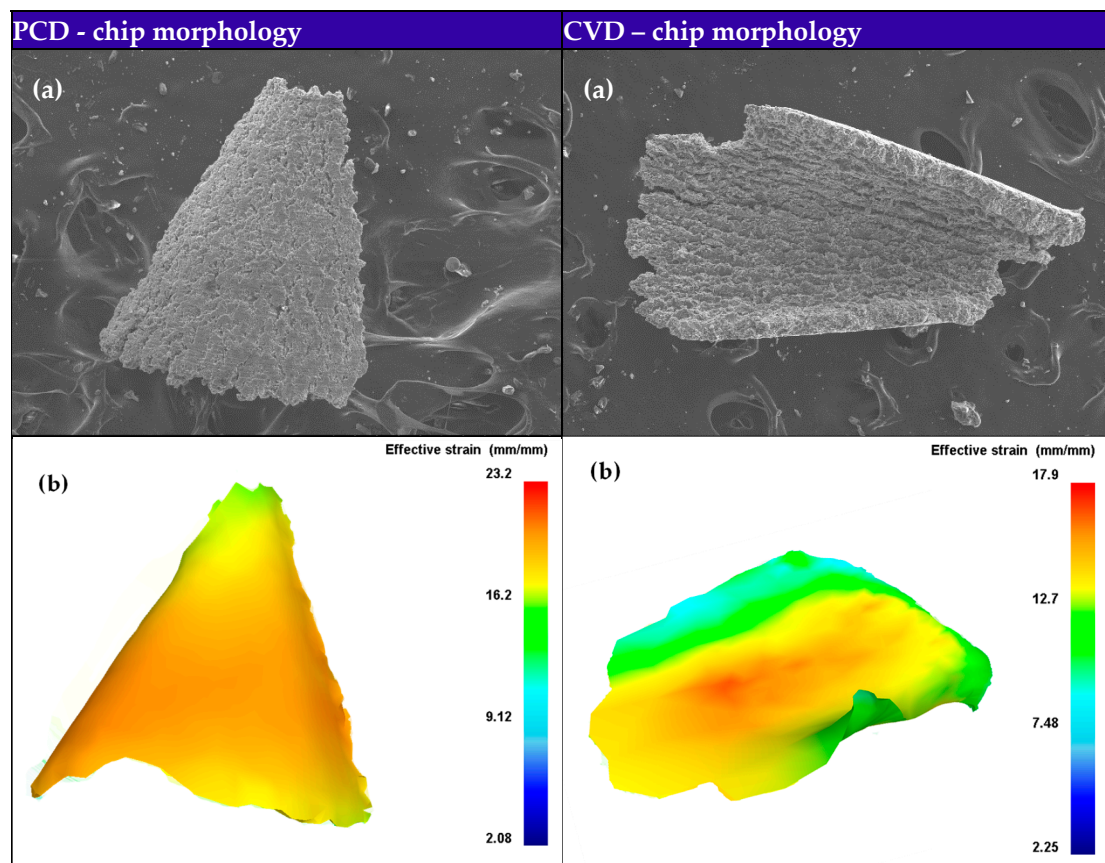 PCD - chip morphology
CVD – chip morphology
(a)
(a)
Effective strain (mm/mm)
23.2
(b)
16.2
9.12
2.08
Effective strain (mm/mm)
17.9
(b)
12.7
7.48
2.25